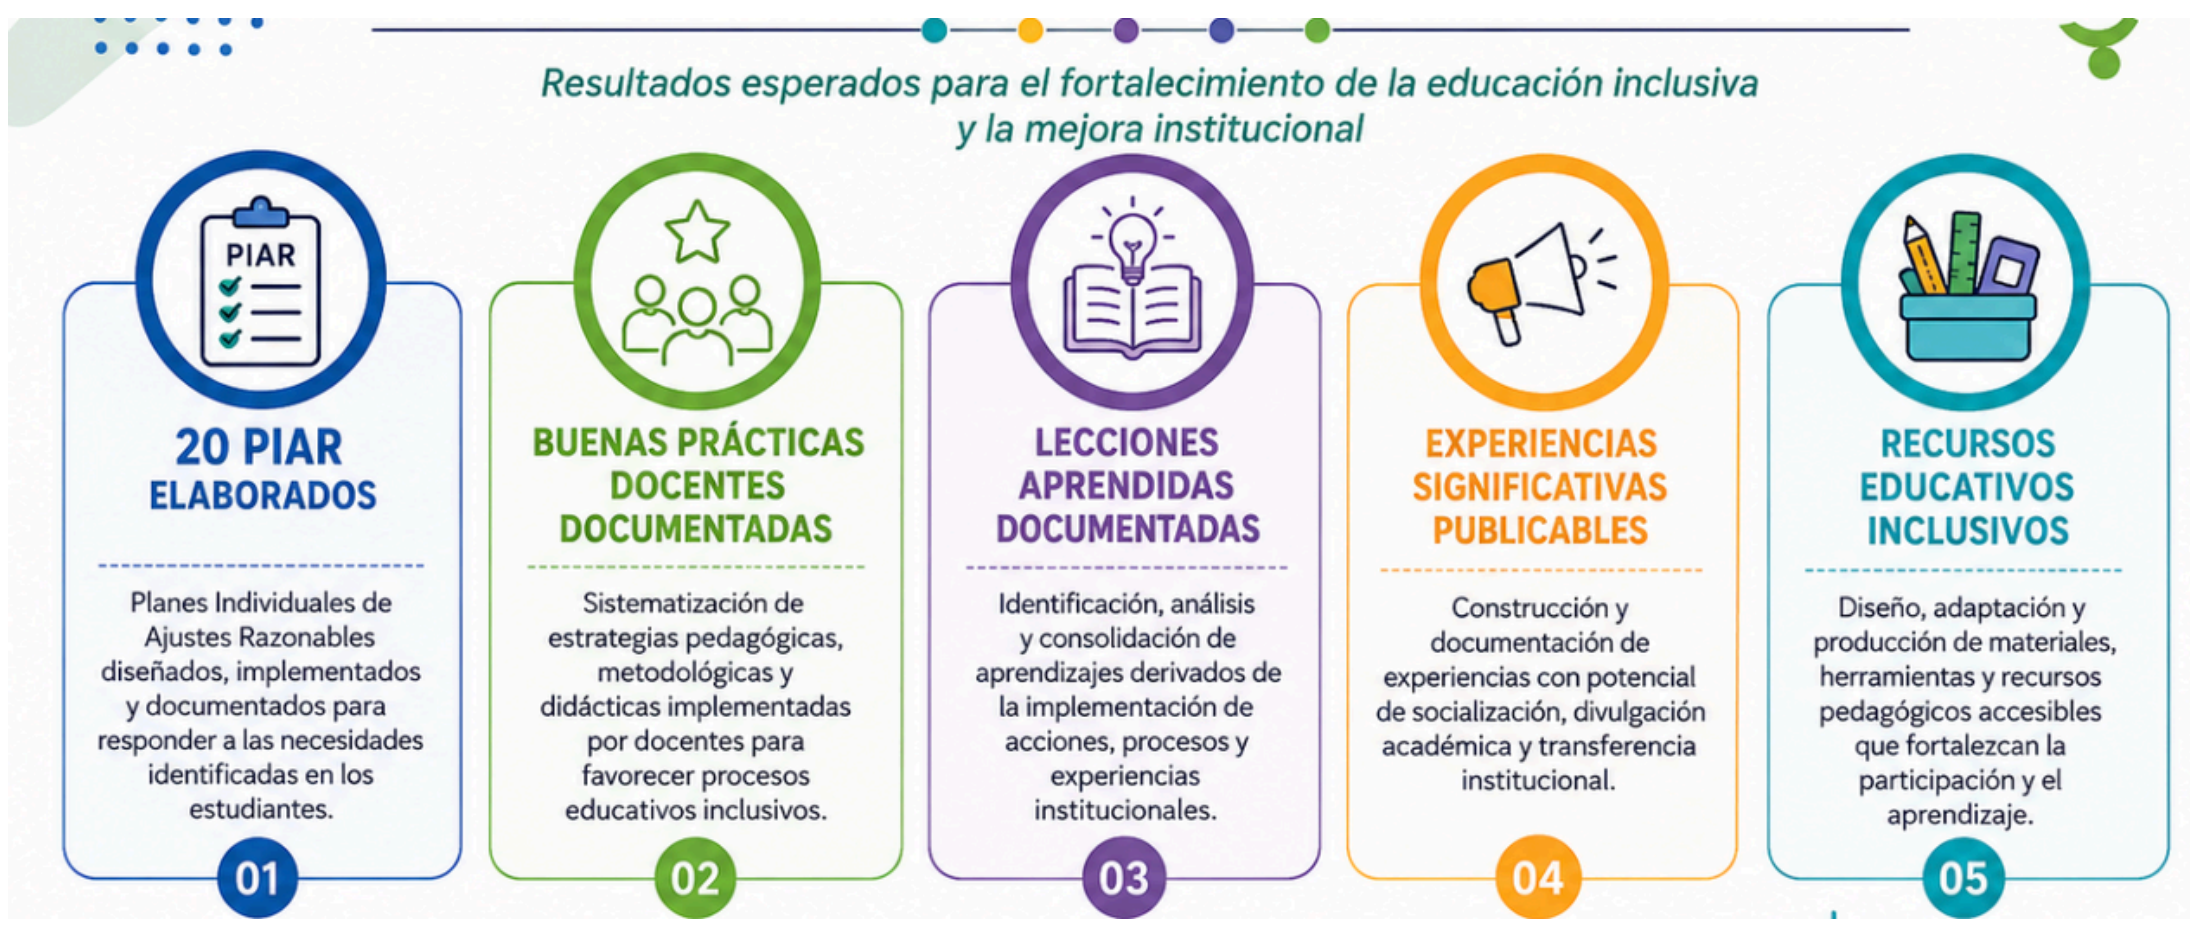 Resultados esperados para el fortalecimiento de la educación inclusiva
y la mejora institucional
PIAR
20 PIAR
ELABORADOS
Planes Individuales de
Ajustes Razonables
diseñados, implementados
y documentados para
responder a las necesidades
identificadas en los
estudiantes.
01
BUENAS PRÁCTICAS
DOCENTES
DOCUMENTADAS
Sistematización de
estrategias pedagógicas,
metodológicas y
didácticas implementadas
por docentes para
favorecer procesos
educativos inclusivos.
02
LECCIONES
APRENDIDAS
DOCUMENTADAS
Identificación, análisis
y consolidación de
aprendizajes derivados de
la implementación de
acciones, procesos y
experiencias
institucionales.
03
EXPERIENCIAS
SIGNIFICATIVAS
PUBLICABLES
Construcción y
documentación de
experiencias con potencial
de socialización, divulgación
académica y transferencia
institucional.
04
RECURSOS
EDUCATIVOS
INCLUSIVOS
Diseño, adaptación y
producción de materiales,
herramientas y recursos
pedagógicos accesibles
que fortalezcan la
participación y el
aprendizaje.
05